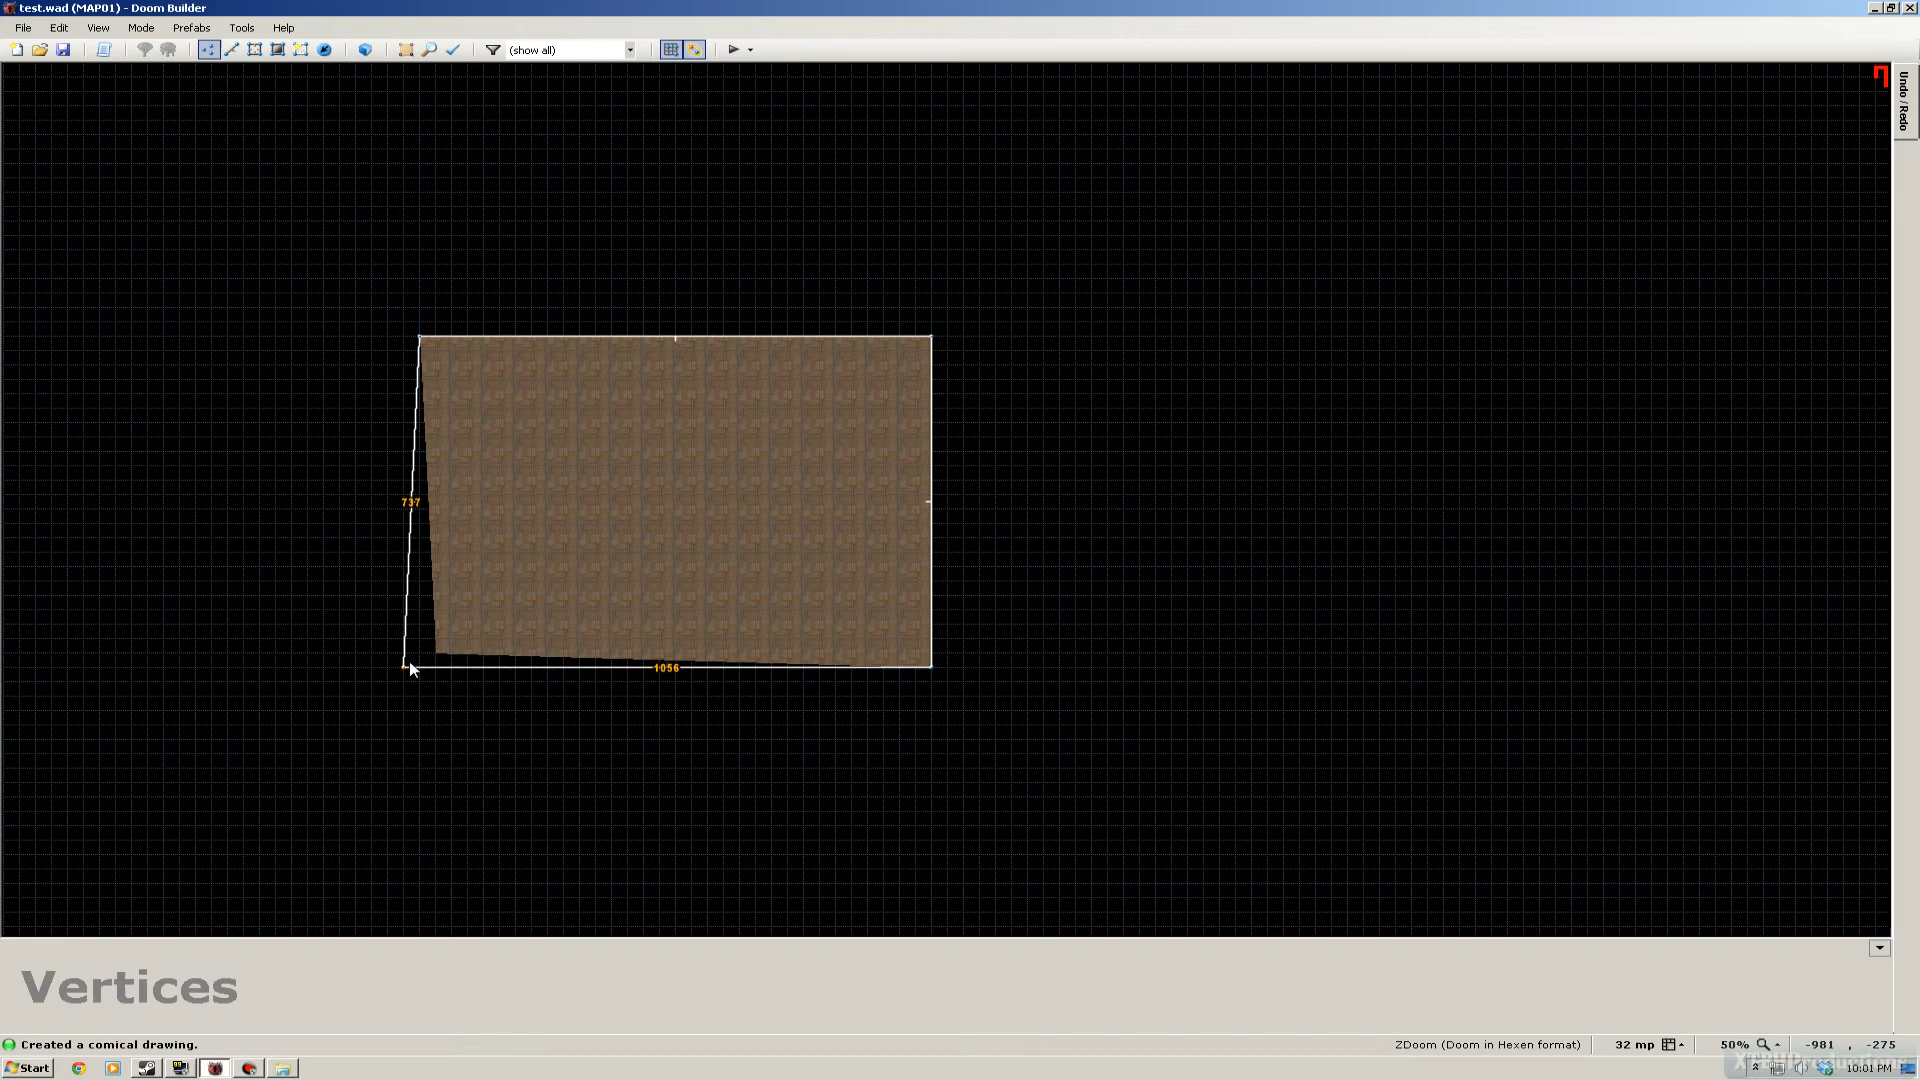 test.wad (MAP01) - Doom Builder
File Edit View Mode Prefabs Tools Help
(show all)
Undo / Redo
737
1056
Vertices
Created a comical drawing.
ZDoom (Doom in Hexen format) 32 mp 50% -981 , -275
Start 99 10:01 PM